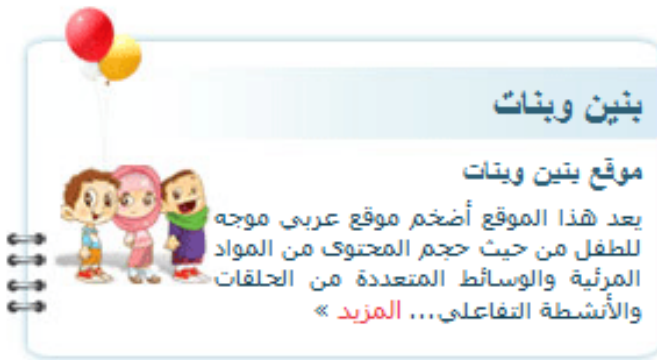 بنين وبنات
موقع بنين وبنات
يعد هذا الموقع أضخم موقع عربي موجه
للطفل من حيث حجم المحتوى من المواد
المرئية والوسائط المتعددة من الحلقات
والأنشطة التفاعلي... المزيد »